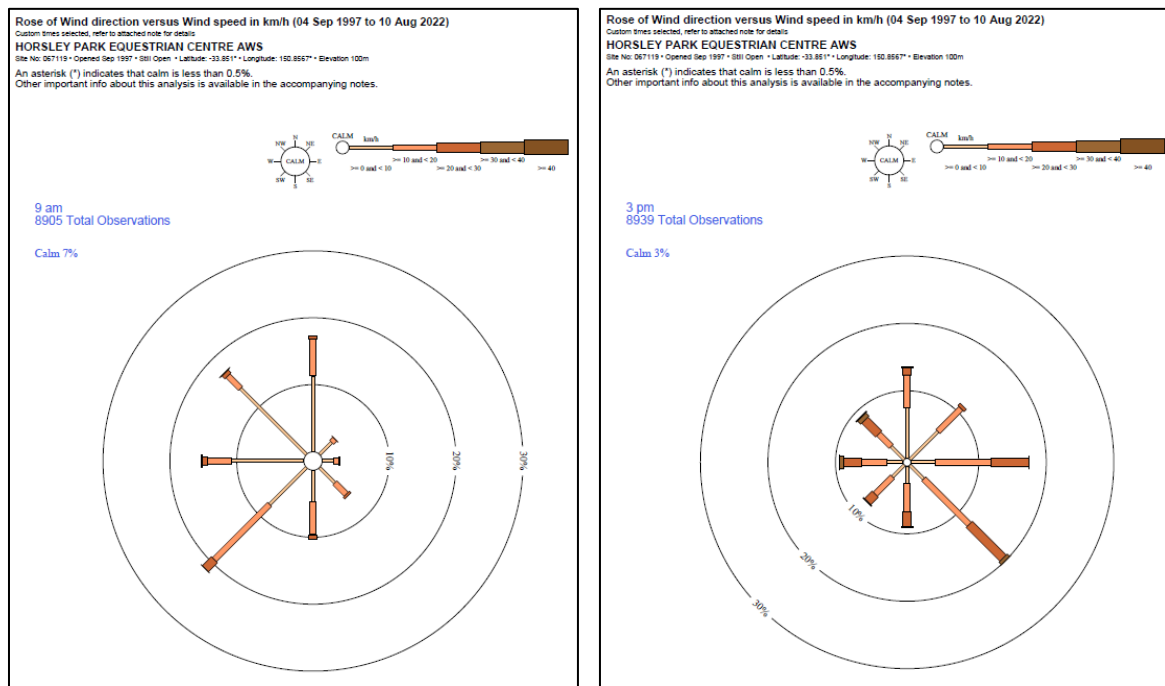 Rose of Wind direction versus Wind speed in km/h (04 Sep 1997 to 10 Aug 2022)
Custom times selected, refer to attached note for details
HORSLEY PARK EQUESTRIAN CENTRE AWS
Site No: 067119 • Opened Sep 1997 • Still Open • Latitude: -33.851° • Longitude: 150.8567° • Elevation 100m
An asterisk (*) indicates that calm is less than 0.5%.
Other important info about this analysis is available in the accompanying notes.
N
NW NE
W CALM E
SW SE
S
CALM km/h
>= 10 and < 20 >= 30 and < 40
>= 0 and < 10 >= 20 and < 30 >= 40
9 am
8905 Total Observations
Calm 7%
10% 20% 30%
Rose of Wind direction versus Wind speed in km/h (04 Sep 1997 to 10 Aug 2022)
Custom times selected, refer to attached note for details
HORSLEY PARK EQUESTRIAN CENTRE AWS
Site No: 067119 • Opened Sep 1997 • Still Open • Latitude: -33.851° • Longitude: 150.8567° • Elevation 100m
An asterisk (*) indicates that calm is less than 0.5%.
Other important info about this analysis is available in the accompanying notes.
N
NW NE
W CALM E
SW SE
S
CALM km/h
>= 10 and < 20 >= 30 and < 40
>= 0 and < 10 >= 20 and < 30 >= 40
3 pm
8939 Total Observations
Calm 3%
10%
20%
30%